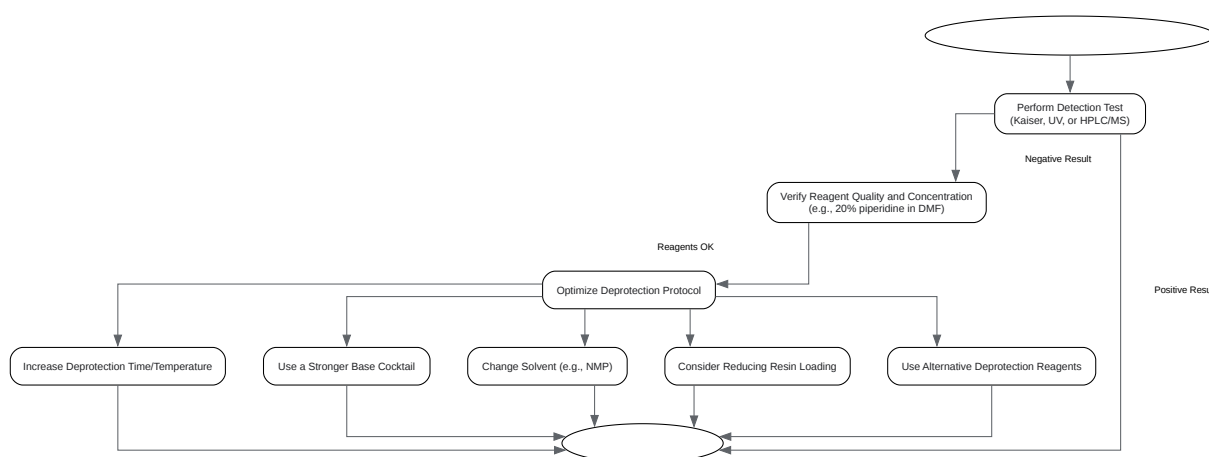 Perform Detection Test
(Kaiser, UV, or HPLC/MS)
Negative Result
Verify Reagent Quality and Concentration
(e.g., 20% piperidine in DMF)
Reagents OK
Optimize Deprotection Protocol
Positive Resu
Increase Deprotection Time/Temperature
Use a Stronger Base Cocktail
Change Solvent (e.g., NMP)
Consider Reducing Resin Loading
Use Alternative Deprotection Reagents